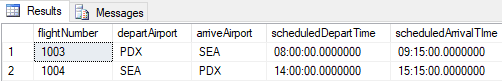 Results Messages
flightNumber departAirport arriveAirport scheduledDepartTime scheduledArrivalTIme
1 1003 PDX SEA 08:00:00.0000000 09:15:00.0000000
2 1004 SEA PDX 14:00:00.0000000 15:15:00.0000000